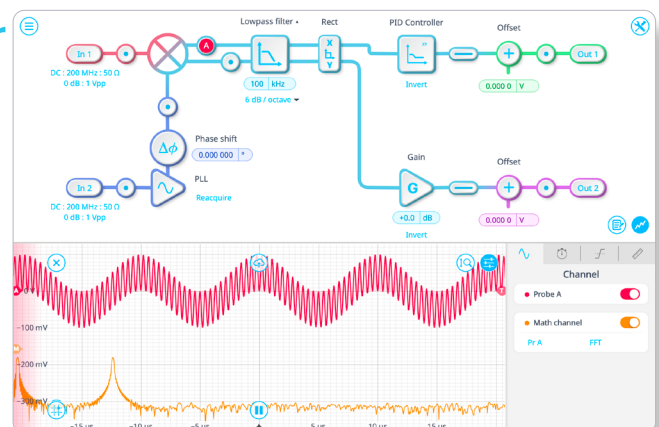 Lowpass filter •
Rect
PID Controller
Offset
In 1
A
X
Y
Out 1
DC : 200 MHz : 50 Ω
0 dB : 1 Vpp
100 kHz
6 dB / octave
Invert
0.000 0 V
Δϕ
Phase shift
0.000 000 °
PLL
Reacquire
In 2
DC : 200 MHz : 50 Ω
0 dB : 1 Vpp
Gain
G
+0.0 dB
Invert
Offset
Out 2
0.000 0 V
0 V
−100 mV
−200 mV
−300 mV
−15 µs
−10 µs
−5 µs
5 µs
10 µs
15 µs
Channel
Probe A
Math channel
Pr A
FFT